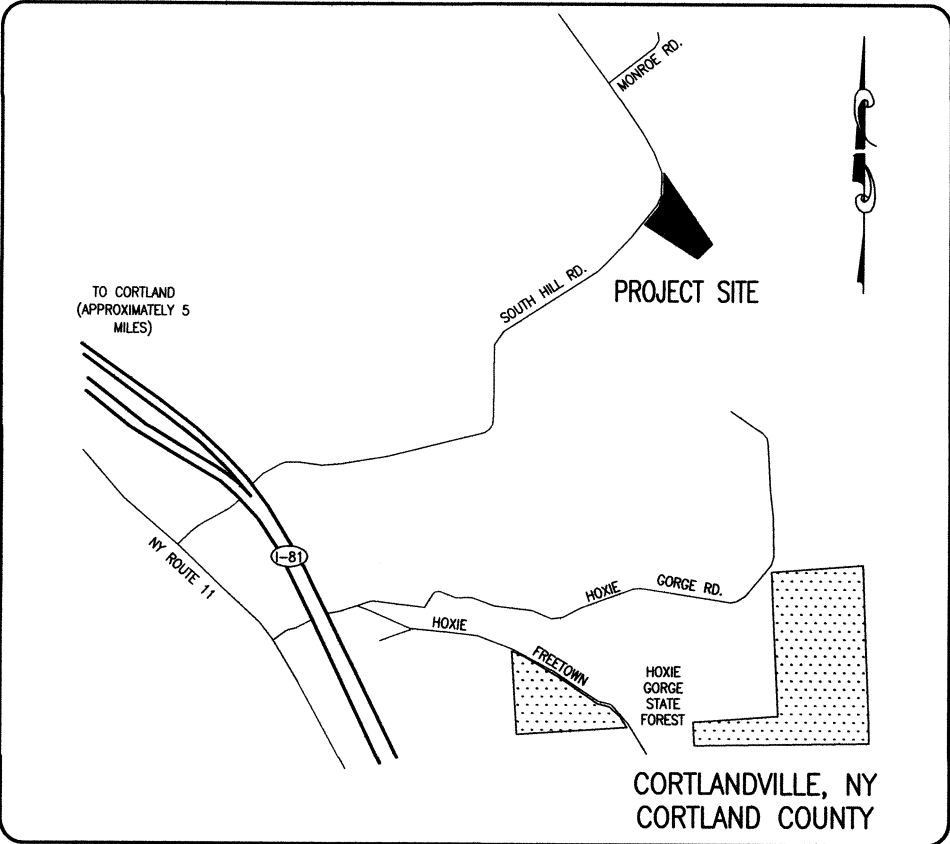 MONROE RD.
PROJECT SITE
SOUTH HILL RD.
TO CORTLAND
(APPROXIMATELY 5
MILES)
I-81
NY ROUTE 11
HOXIE GORGE RD.
HOXIE FREETOWN
HOXIE
GORGE
STATE
FOREST
CORTLANDVILLE, NY
CORTLAND COUNTY